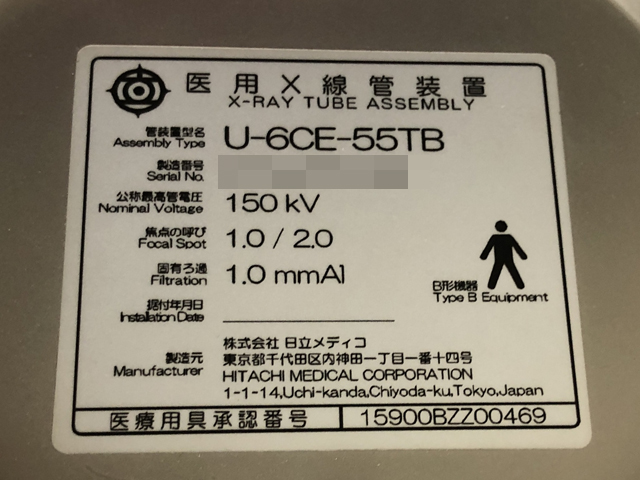 医用X線管装置
X-RAY TUBE ASSEMBLY
管装置型名
Assembly Type U-6CE-55TB
製造番号
Serial No.
公称最高管電圧
Nominal Voltage 150 kV
焦点の呼び
Focal Spot 1.0 / 2.0
固有ろ過
Filtration 1.0 mmAl
据付年月日
Installation Date
B形機器
Type B Equipment
製造元
Manufacturer
株式会社 日立メディコ
東京都千代田区内神田一丁目一番十四号
HITACHI MEDICAL CORPORATION
1-1-14,Uchi-kanda,Chiyoda-ku,Tokyo,Japan
医療用具承認番号 15900BZZ00469